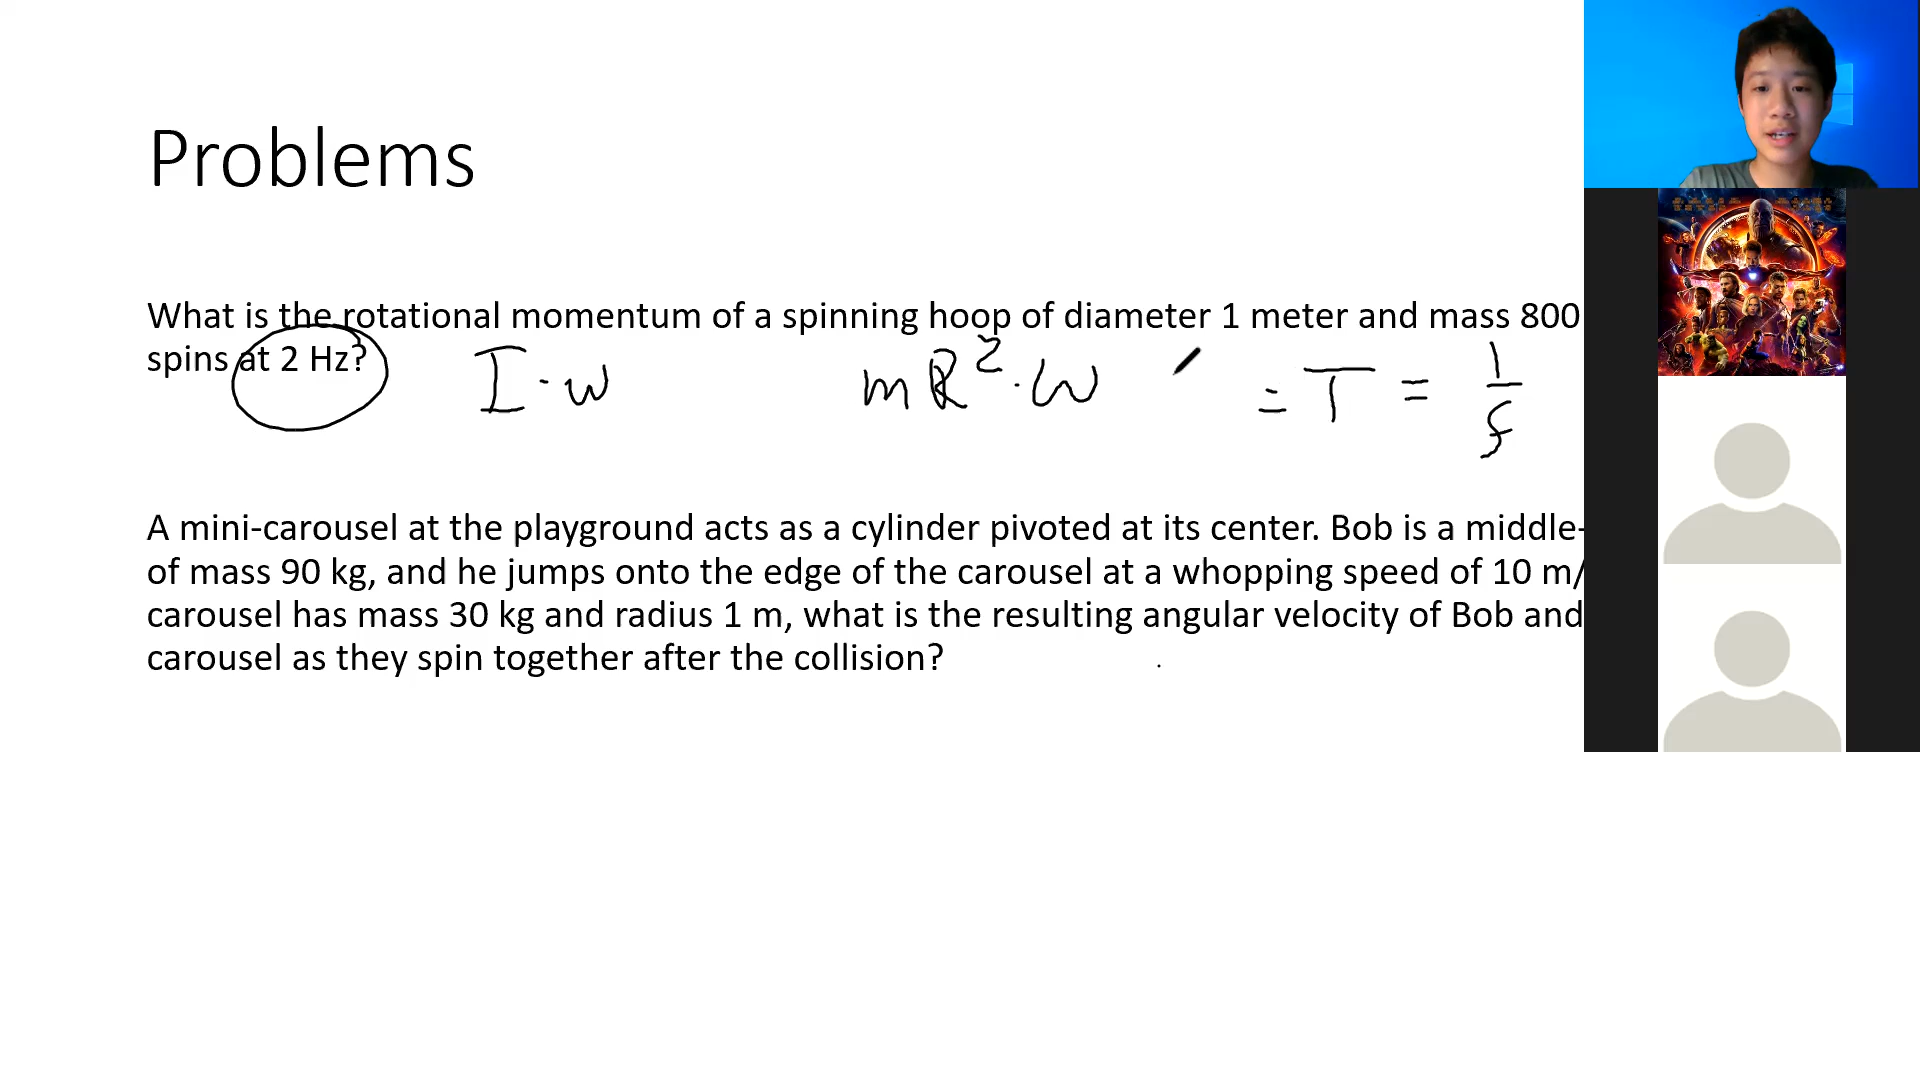 Problems
What is the rotational momentum of a spinning hoop of diameter 1 meter and mass 800
spins at 2 Hz?
I · w
mR² · w
= T = 1/f
A mini-carousel at the playground acts as a cylinder pivoted at its center. Bob is a middle-
of mass 90 kg, and he jumps onto the edge of the carousel at a whopping speed of 10 m/
carousel has mass 30 kg and radius 1 m, what is the resulting angular velocity of Bob and
carousel as they spin together after the collision?